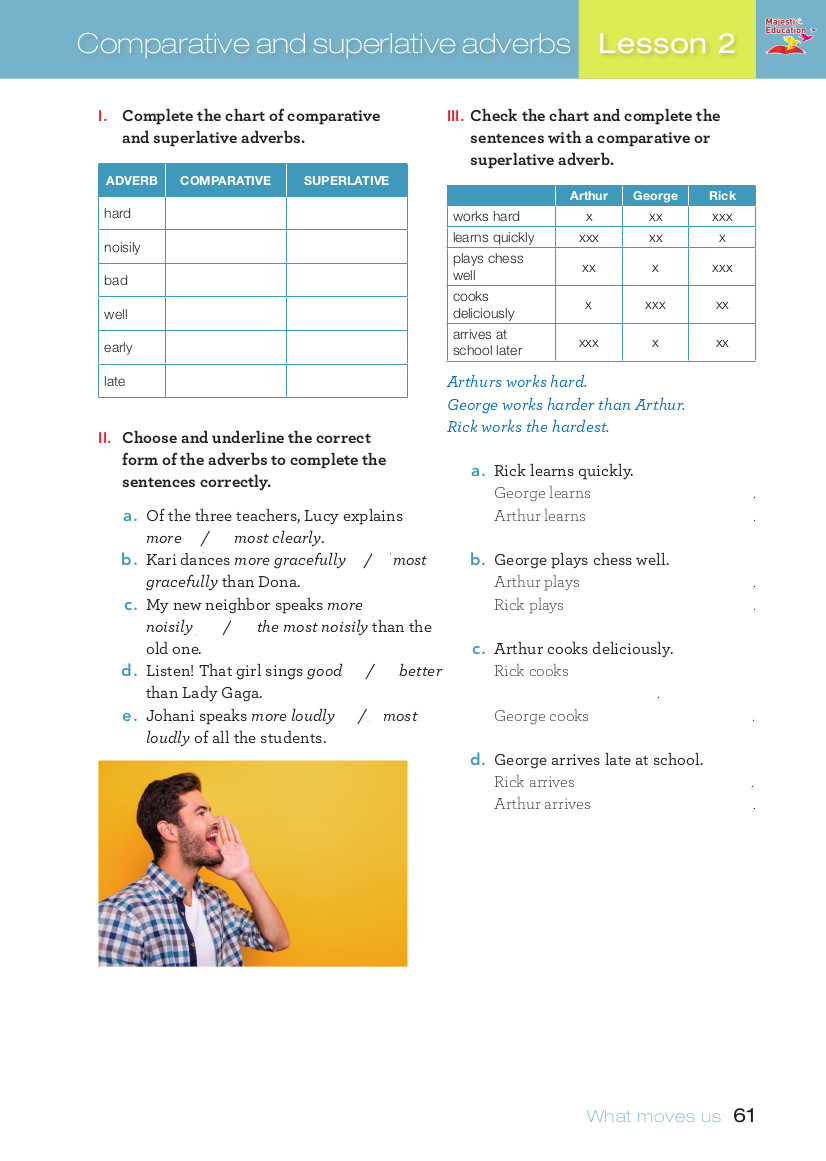 Comparative and superlative adverbs
Lesson 2
Majestic
Education
I. Complete the chart of comparative
and superlative adverbs.
ADVERB COMPARATIVE SUPERLATIVE
hard
noisily
bad
well
early
late
II. Choose and underline the correct
form of the adverbs to complete the
sentences correctly.
a. Of the three teachers, Lucy explains
more / most clearly.
b. Kari dances more gracefully / most
gracefully than Dona.
c. My new neighbor speaks more
noisily / the most noisily than the
old one.
d. Listen! That girl sings good / better
than Lady Gaga.
e. Johani speaks more loudly / most
loudly of all the students.
III. Check the chart and complete the
sentences with a comparative or
superlative adverb.
Arthur George Rick
works hard x xx xxx
learns quickly xxx xx x
plays chess
well xx x xxx
cooks
deliciously x xxx xx
arrives at
school later xxx x xx
Arthurs works hard.
George works harder than Arthur.
Rick works the hardest.
a. Rick learns quickly.
George learns .
Arthur learns .
b. George plays chess well.
Arthur plays .
Rick plays .
c. Arthur cooks deliciously.
Rick cooks
.
George cooks .
d. George arrives late at school.
Rick arrives .
Arthur arrives .
What moves us 61